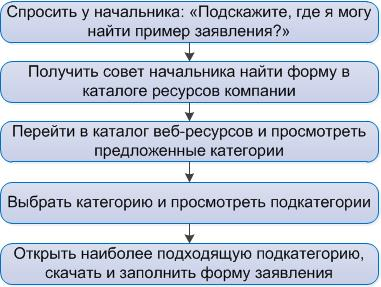 Спросить у начальника: «Подскажите, где я могу
найти пример заявления?»
Получить совет начальника найти форму в
каталоге ресурсов компании
Перейти в каталог веб-ресурсов и просмотреть
предложенные категории
Выбрать категорию и просмотреть подкатегории
Открыть наиболее подходящую подкатегорию,
скачать и заполнить форму заявления